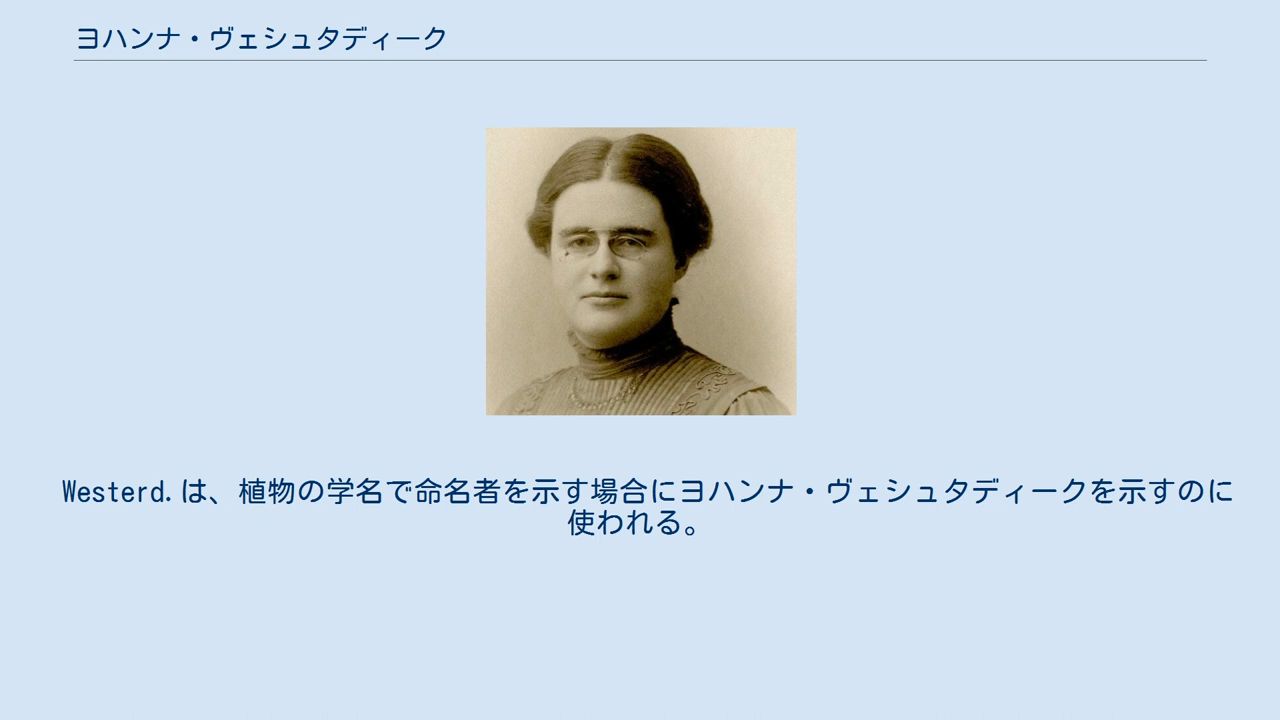 ヨハンナ・ヴェシュタディーク
Westerd.は、植物の学名で命名者を示す場合にヨハンナ・ヴェシュタディークを示すのに
使われる。